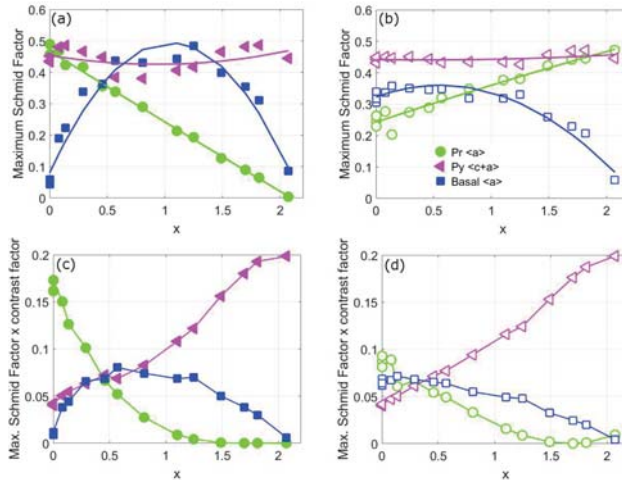 (a)
Maximum Schmid Factor
0.6
0.5
0.4
0.3
0.2
0.1
0
0 0.5 1 1.5 2
x
(b)
Maximum Schmid Factor
0.6
0.5
0.4
0.3
0.2
0.1
0
Pr <a>
Py <c+a>
Basal <a>
0 0.5 1 1.5 2
x
(c)
Max. Schmid Factor x contrast factor
0.2
0.15
0.1
0.05
0
0 0.5 1 1.5 2
x
(d)
Max. Schmid Factor x contrast factor
0.2
0.15
0.1
0.05
0
0 0.5 1 1.5 2
x